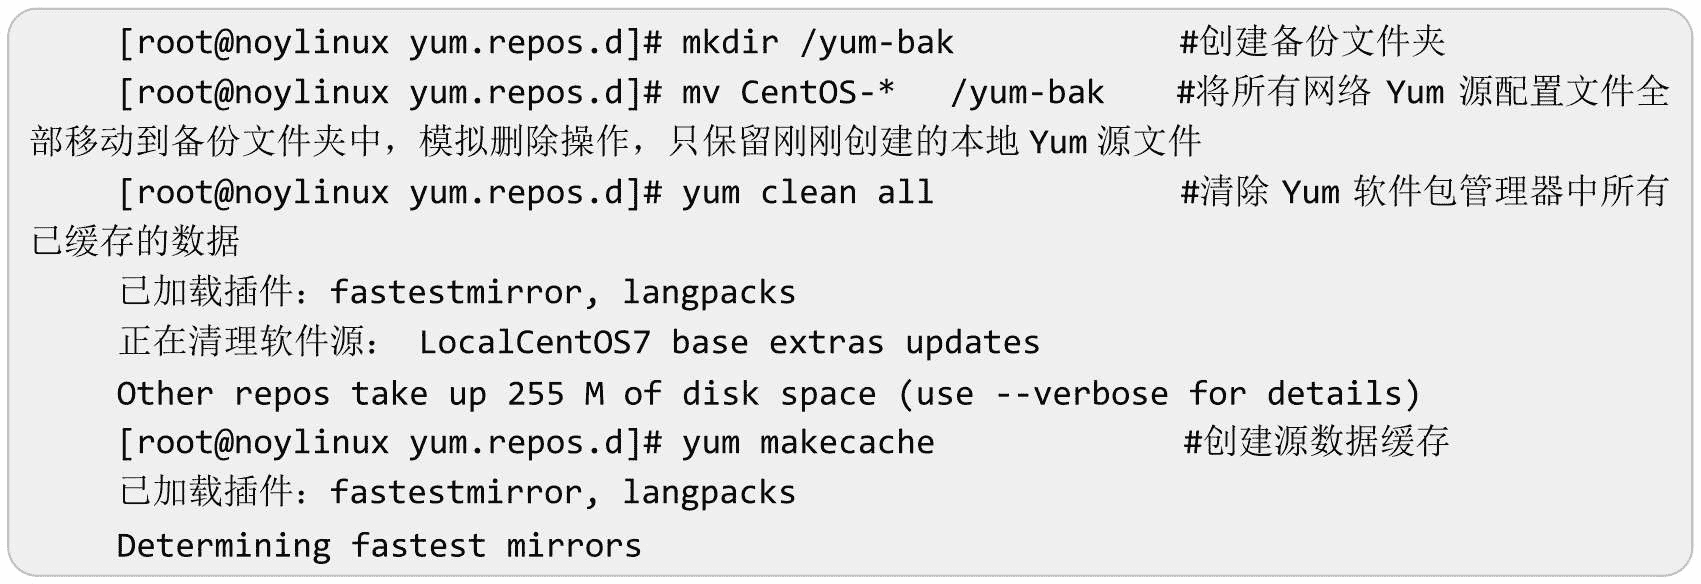 [root@noylinux yum.repos.d]# mkdir /yum-bak #创建备份文件夹
[root@noylinux yum.repos.d]# mv CentOS-* /yum-bak #将所有网络 Yum 源配置文件全
部移动到备份文件夹中，模拟删除操作，只保留刚刚创建的本地 Yum 源文件
[root@noylinux yum.repos.d]# yum clean all #清除 Yum 软件包管理器中所有
已缓存的数据
已加载插件：fastestmirror, langpacks
正在清理软件源： LocalCentOS7 base extras updates
Other repos take up 255 M of disk space (use --verbose for details)
[root@noylinux yum.repos.d]# yum makecache #创建源数据缓存
已加载插件：fastestmirror, langpacks
Determining fastest mirrors